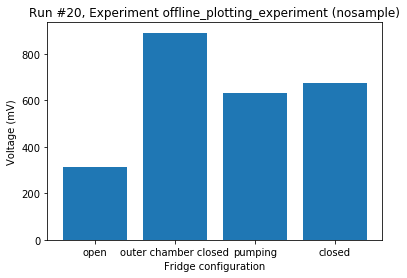 Run #20, Experiment offline_plotting_experiment (nosample)
800
600
400
200
0
Voltage (mV)
open outer chamber closed pumping closed
Fridge configuration